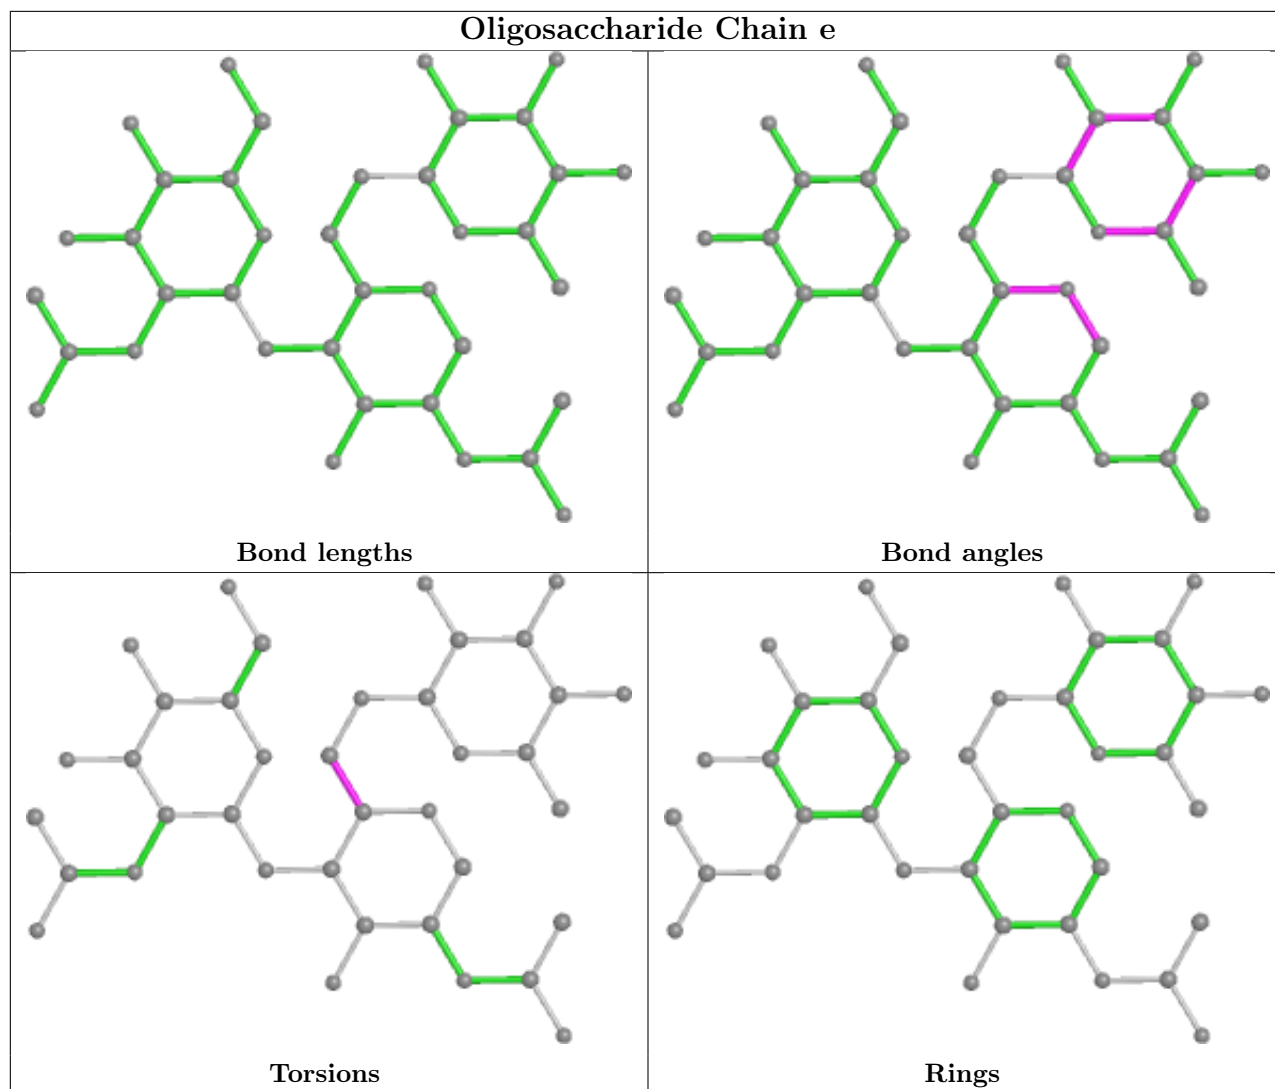 Oligosaccharide Chain e
Bond lengths
Bond angles
Torsions
Rings